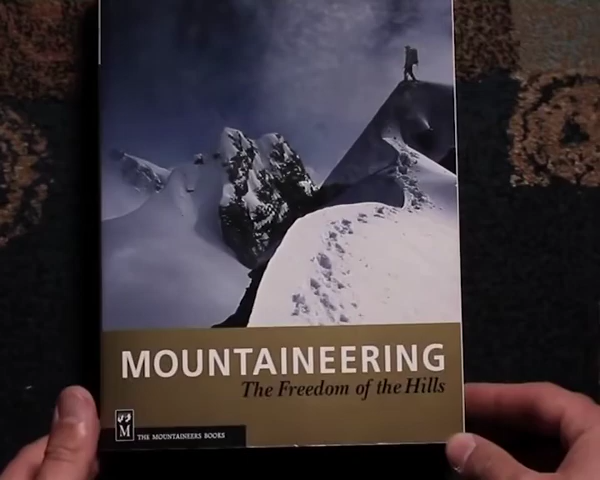 MOUNTAINEERING
The Freedom of the Hills
M THE MOUNTAINEERS BOOKS